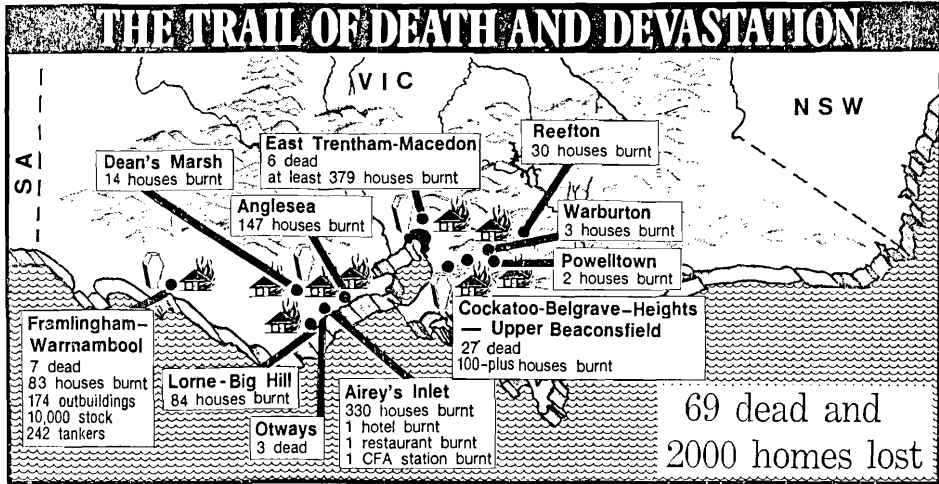 THE TRAIL OF DEATH AND DEVASTATION
SA
VIC
NSW
Dean's Marsh
14 houses burnt
East Trentham-Macedon
6 dead
at least 379 houses burnt
Reefton
30 houses burnt
Anglesea
147 houses burnt
Warburton
3 houses burnt
Powelltown
2 houses burnt
Framlingham–
Warrnambool
7 dead
83 houses burnt
174 outbuildings
10,000 stock
242 tankers
Lorne-Big Hill
84 houses burnt
Otways
3 dead
Airey's Inlet
330 houses burnt
1 hotel burnt
1 restaurant burnt
1 CFA station burnt
Cockatoo-Belgrave–Heights
— Upper Beaconsfield
27 dead
100-plus houses burnt
69 dead and
2000 homes lost